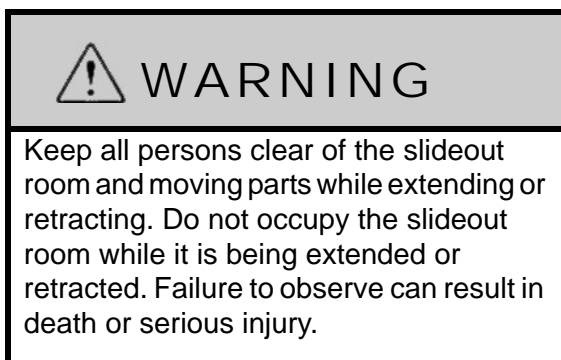 WARNING
Keep all persons clear of the slideout
room and moving parts while extending or
retracting. Do not occupy the slideout
room while it is being extended or
retracted. Failure to observe can result in
death or serious injury.